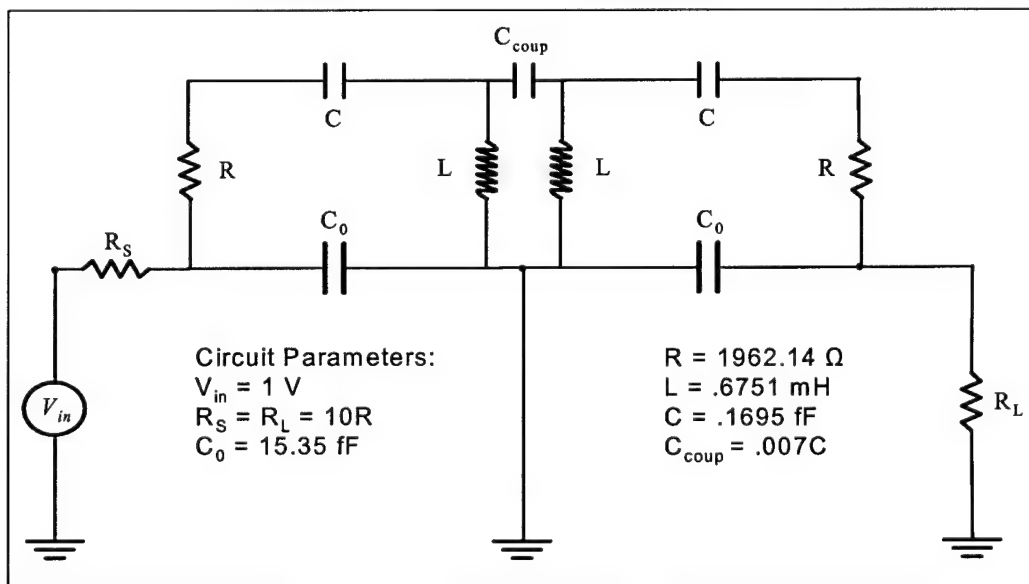 C_coup
C
C
R
L
L
R
C_0
C_0
R_S
V_in
R_L
Circuit Parameters:
V_in = 1 V
R_S = R_L = 10R
C_0 = 15.35 fF
R = 1962.14 Ω
L = .6751 mH
C = .1695 fF
C_coup = .007C